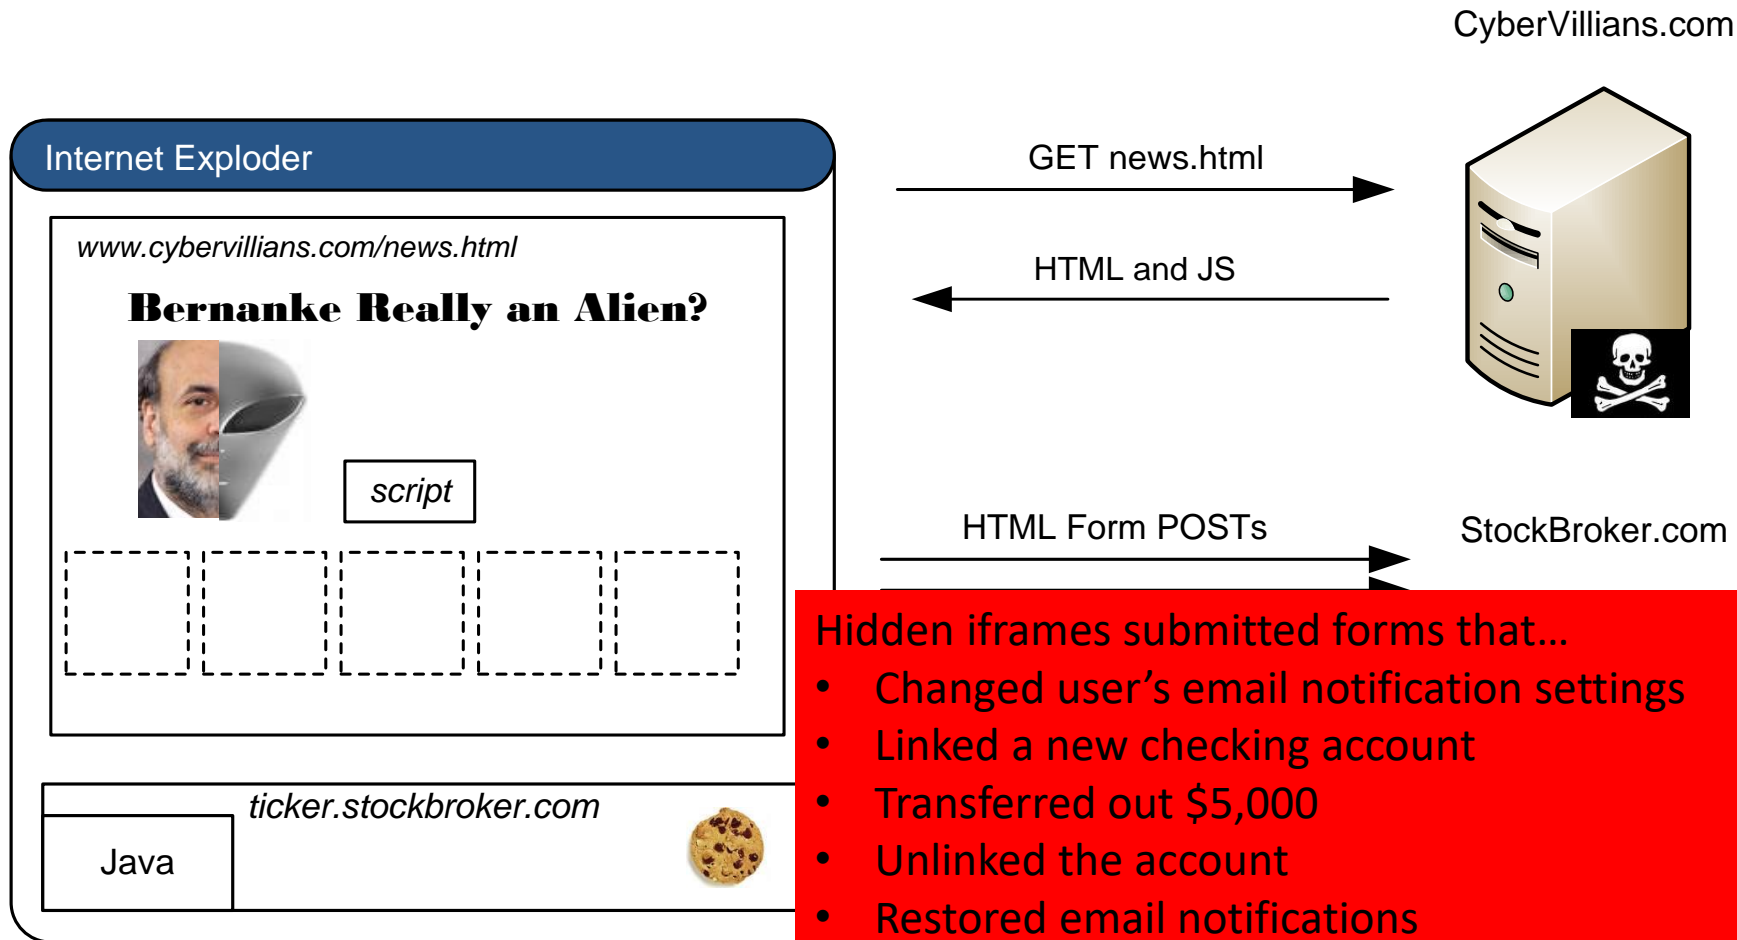 CyberVillians.com
Internet Exploder
GET news.html
www.cybervillians.com/news.html
HTML and JS
Bernanke Really an Alien?
script
HTML Form POSTs
StockBroker.com
Hidden iframes submitted forms that…
• Changed user’s email notification settings
• Linked a new checking account
• Transferred out $5,000
• Unlinked the account
• Restored email notifications
ticker.stockbroker.com
Java